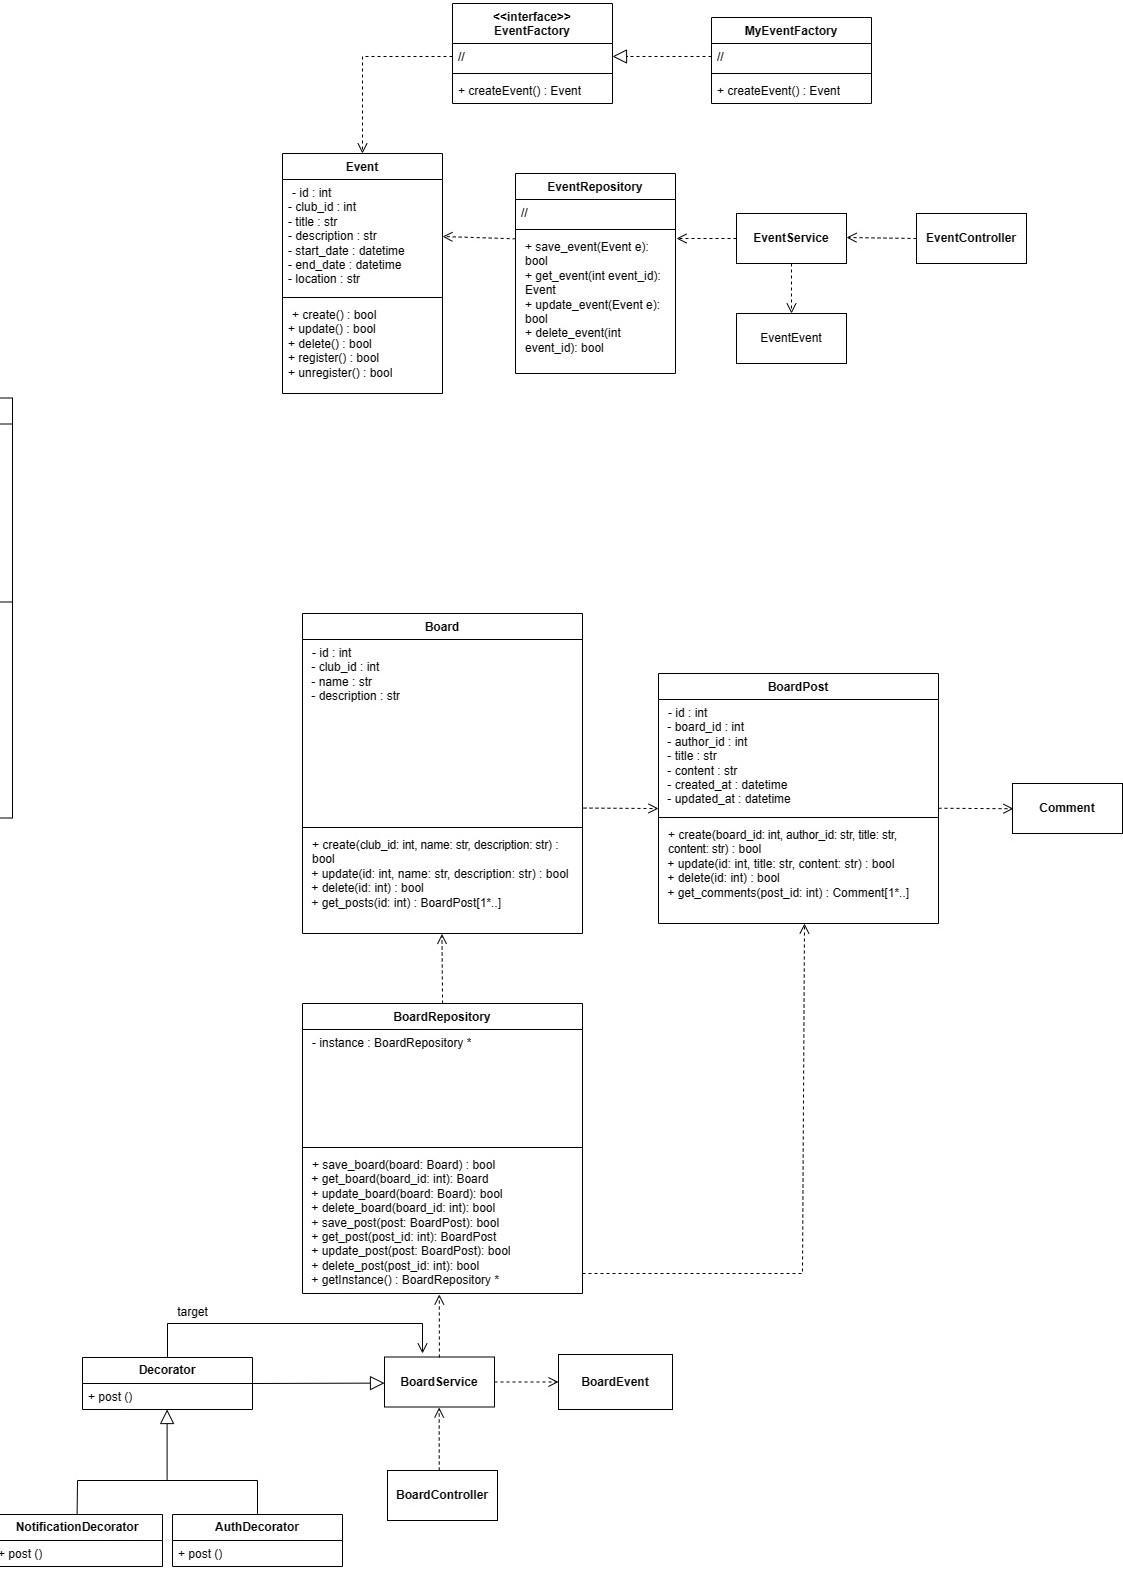 <<interface>>
EventFactory
//
+ createEvent() : Event
MyEventFactory
//
+ createEvent() : Event
Event
- id : int
- club_id : int
- title : str
- description : str
- start_date : datetime
- end_date : datetime
- location : str
+ create() : bool
+ update() : bool
+ delete() : bool
+ register() : bool
+ unregister() : bool
EventRepository
//
+ save_event(Event e):
bool
+ get_event(int event_id):
Event
+ update_event(Event e):
bool
+ delete_event(int
event_id): bool
EventService
EventController
EventEvent
Board
- id : int
- club_id : int
- name : str
- description : str
+ create(club_id: int, name: str, description: str) :
bool
+ update(id: int, name: str, description: str) : bool
+ delete(id: int) : bool
+ get_posts(id: int) : BoardPost[1*..]
BoardPost
- id : int
- board_id : int
- author_id : int
- title : str
- content : str
- created_at : datetime
- updated_at : datetime
+ create(board_id: int, author_id: str, title: str,
content: str) : bool
+ update(id: int, title: str, content: str) : bool
+ delete(id: int) : bool
+ get_comments(post_id: int) : Comment[1*..]
Comment
BoardRepository
- instance : BoardRepository *
+ save_board(board: Board) : bool
+ get_board(board_id: int): Board
+ update_board(board: Board): bool
+ delete_board(board_id: int): bool
+ save_post(post: BoardPost): bool
+ get_post(post_id: int): BoardPost
+ update_post(post: BoardPost): bool
+ delete_post(post_id: int): bool
+ getInstance() : BoardRepository *
target
Decorator
+ post ()
BoardService
BoardEvent
BoardController
NotificationDecorator
+ post ()
AuthDecorator
+ post ()